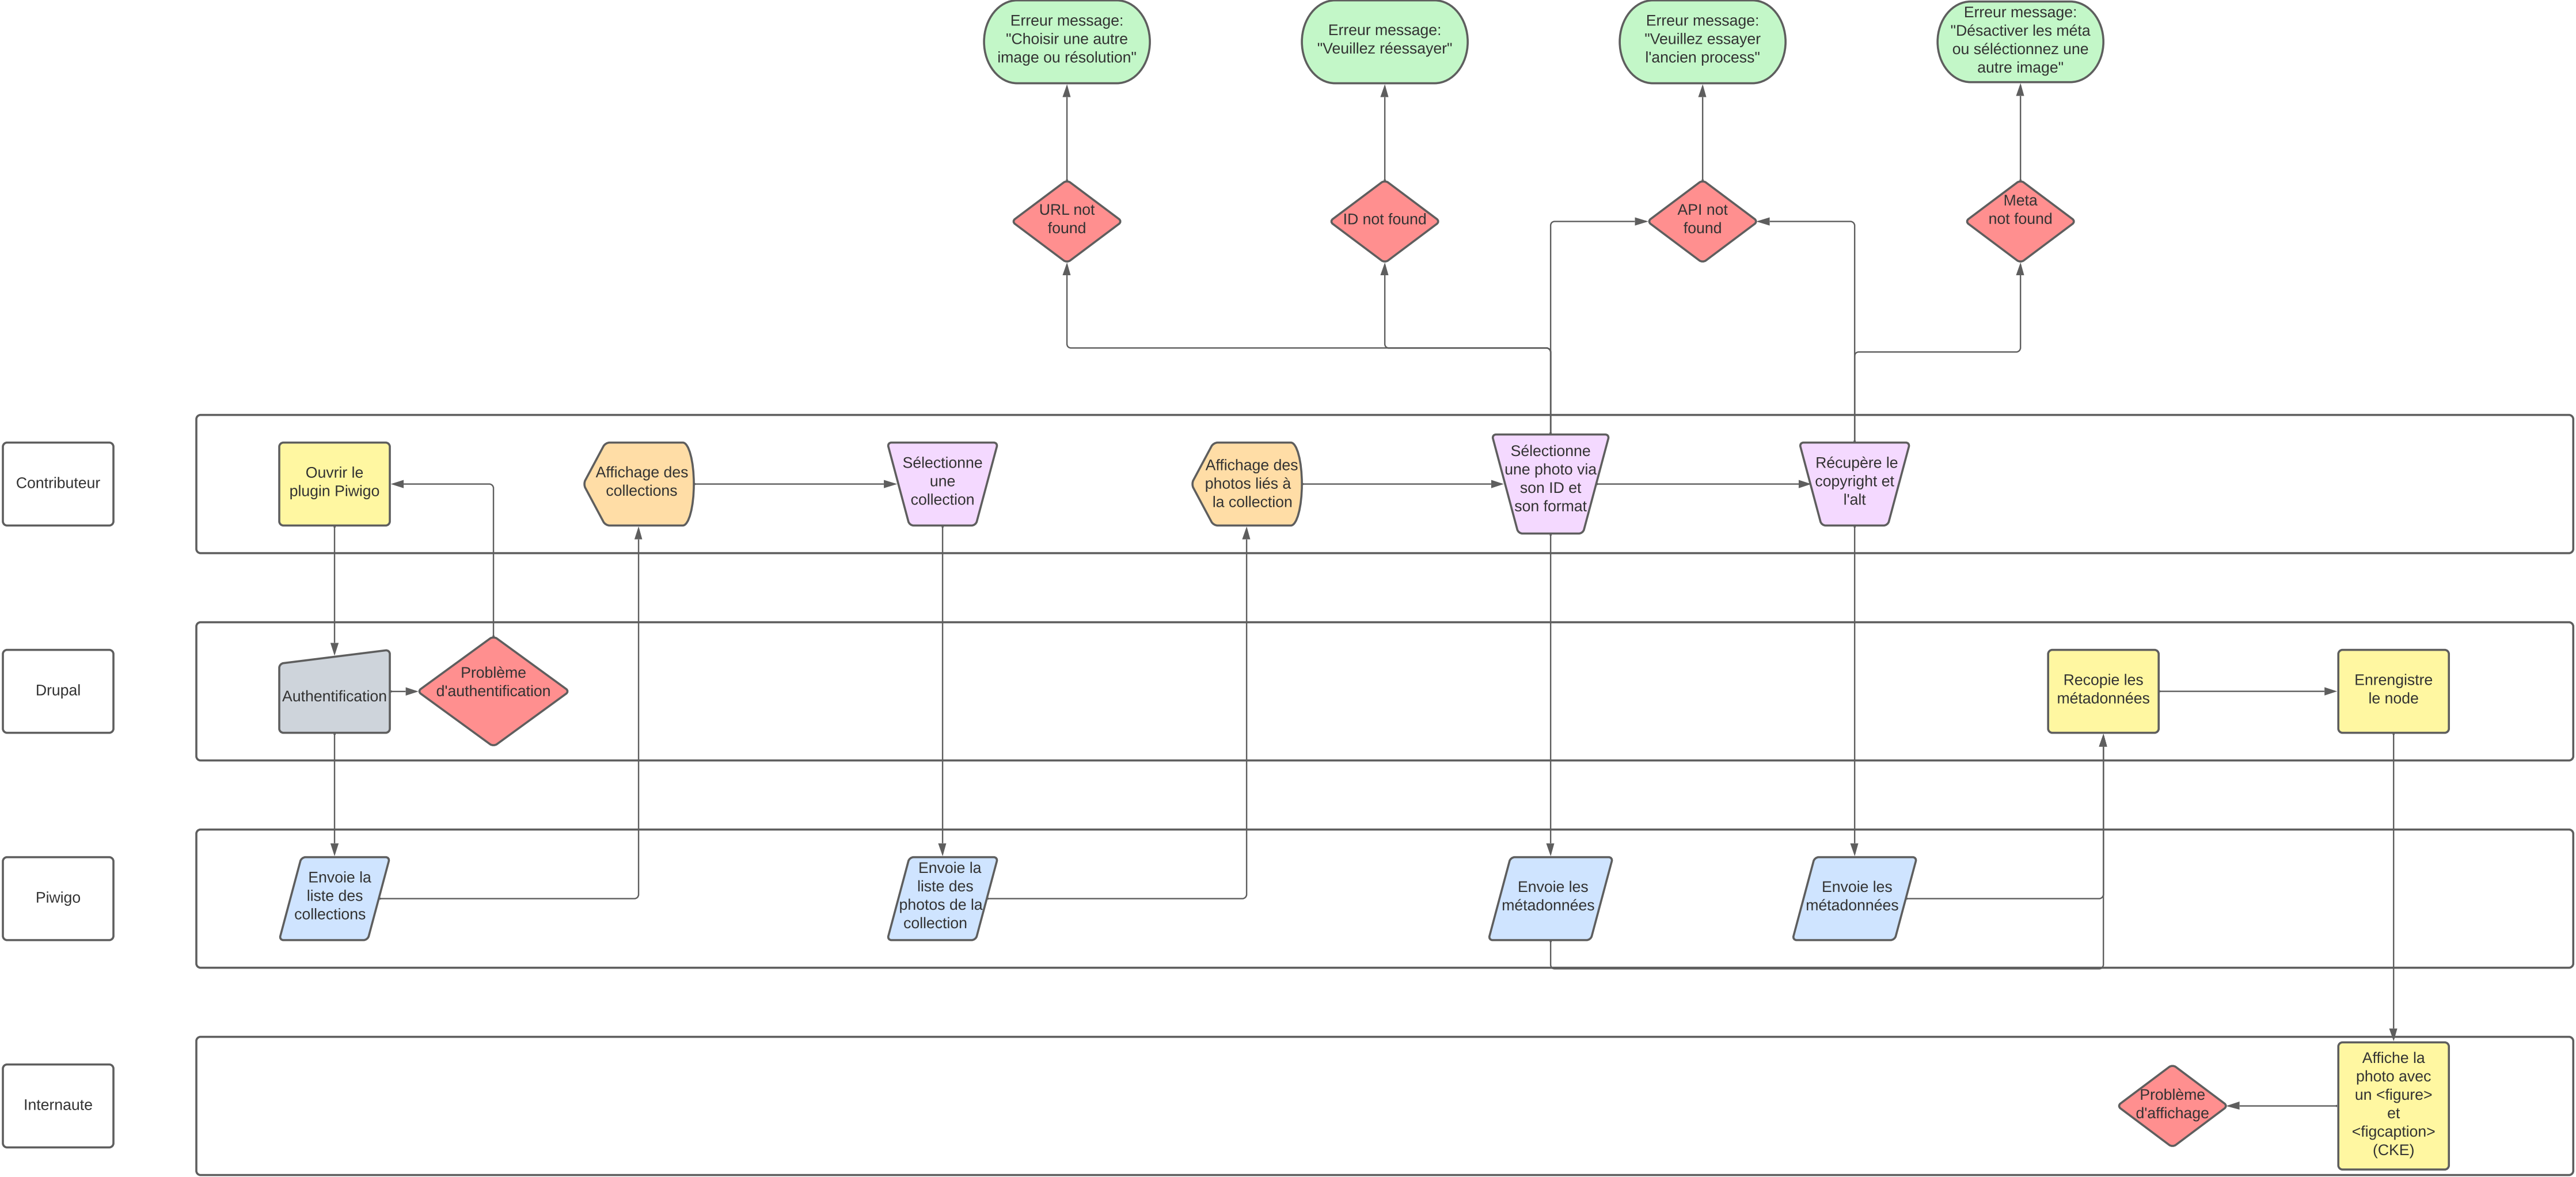 Erreur message:
"Choisir une autre
image ou résolution"
Erreur message:
"Veuillez réessayer"
Erreur message:
"Veuillez essayer
l'ancien process"
Erreur message:
"Désactiver les méta
ou séléctionnez une
autre image"
URL not
found
ID not found
API not
found
Meta
not found
Contributeur
Ouvrir le
plugin Piwigo
Affichage des
collections
Sélectionne
une
collection
Affichage des
photos liés à
la collection
Sélectionne
une photo via
son ID et
son format
Récupère le
copyright et
l'alt
Drupal
Authentification
Problème
d'authentification
Recopie les
métadonnées
Enrengistre
le node
Piwigo
Envoie la
liste des
collections
Envoie la
liste des
photos de la
collection
Envoie les
métadonnées
Envoie les
métadonnées
Internaute
Problème
d'affichage
Affiche la
photo avec
un <figure>
et
<figcaption>
(CKE)